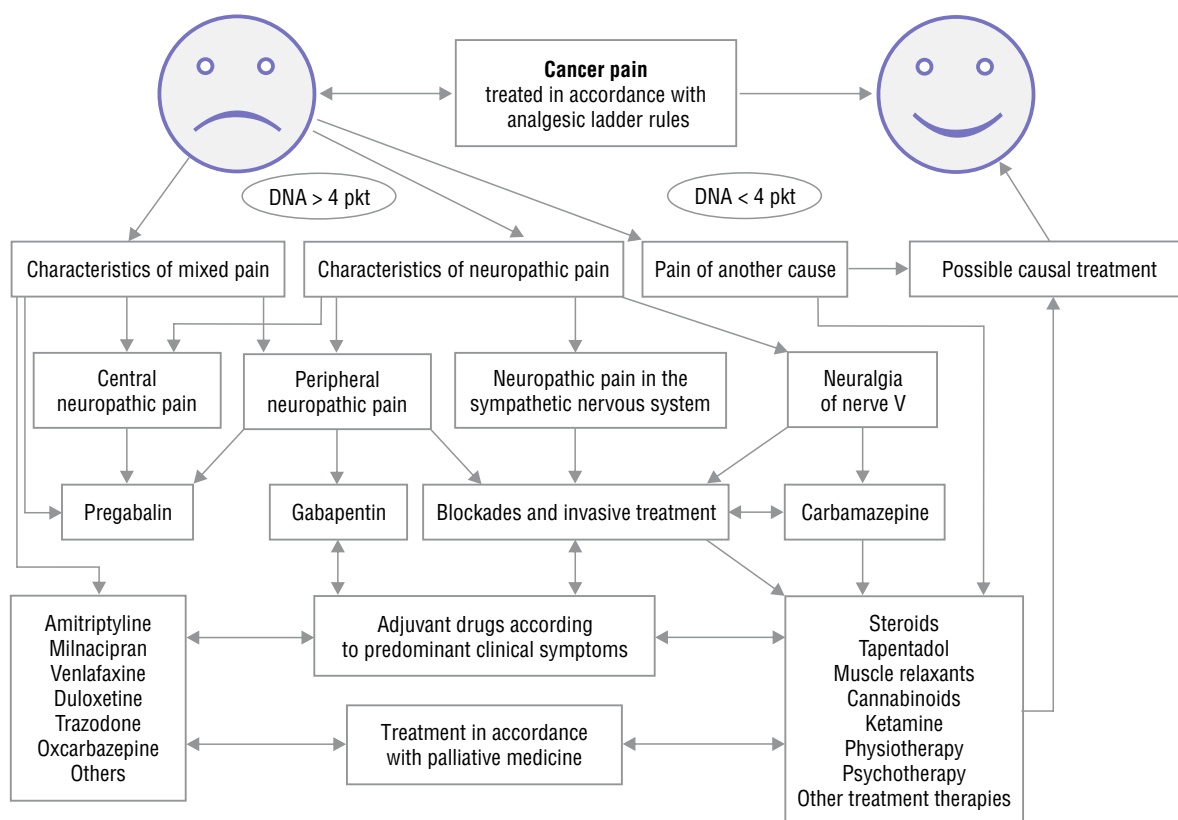 Cancer pain
treated in accordance with
analgesic ladder rules
DNA > 4 pkt
DNA < 4 pkt
Characteristics of mixed pain
Characteristics of neuropathic pain
Pain of another cause
Possible causal treatment
Central
neuropathic pain
Peripheral
neuropathic pain
Neuropathic pain in the
sympathetic nervous system
Neuralgia
of nerve V
Pregabalin
Gabapentin
Blockades and invasive treatment
Carbamazepine
Amitriptyline
Milnacipran
Venlafaxine
Duloxetine
Trazodone
Oxcarbazepine
Others
Adjuvant drugs according
to predominant clinical symptoms
Treatment in accordance
with palliative medicine
Steroids
Tapentadol
Muscle relaxants
Cannabinoids
Ketamine
Physiotherapy
Psychotherapy
Other treatment therapies